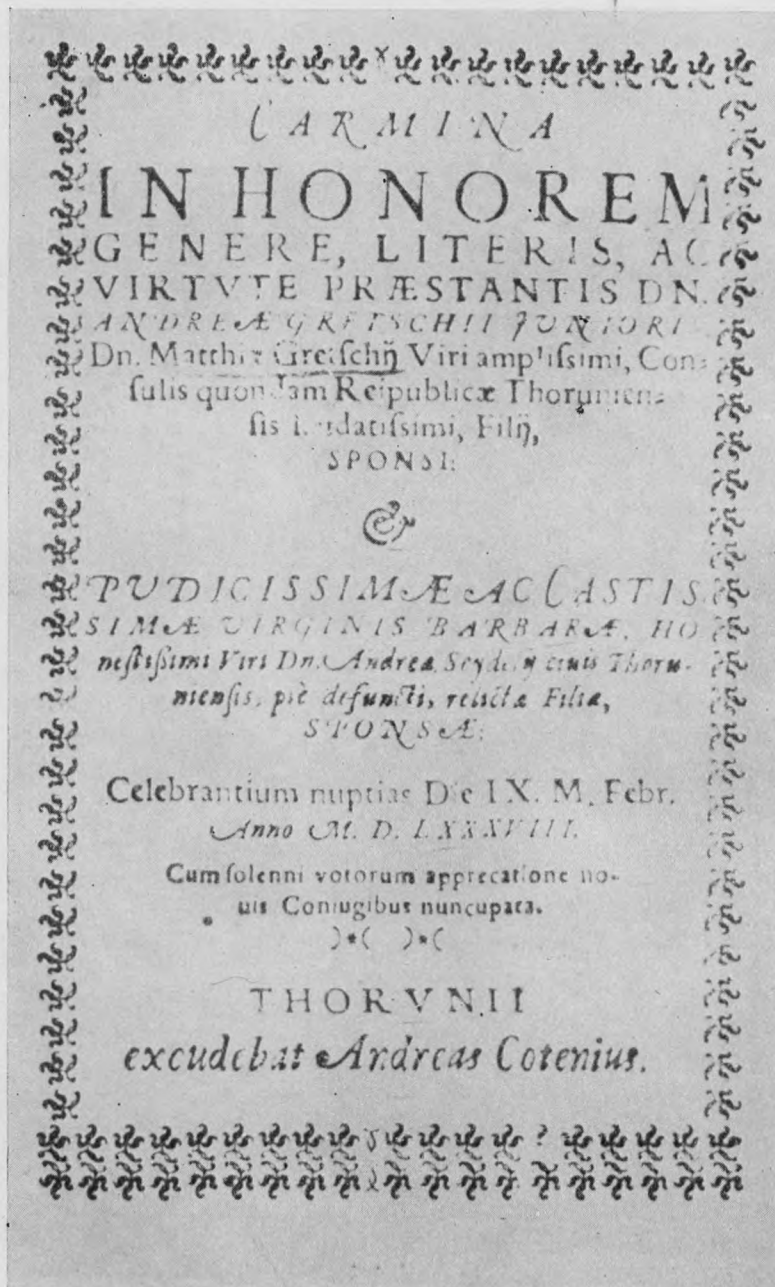 CARMINA
IN HONOREM
GENERE, LITERIS, AC
VIRTVTE PRÆSTANTIS DN.
ANDREÆ GRETSCHII JUNIORI
Dn. Matthiæ Gretschij Viri amplissimi, Con-
sulis quondam Reipublicæ Thorunien-
sis laudatissimi, Filij,
SPONSI:
&
PUDICISSIMÆ AC CASTIS
SIMÆ VIRGINIS BARBARÆ, HO
nestissimi Viri Dn. Andreæ ciuis Thoru-
niensis, piè defuncti, relictæ Filiæ,
SPONSÆ:
Celebrantium nuptias Die IX. M. Febr.
Anno M. D. LXXXVIII.
Cum solenni votorum apprecatione no-
uis Coniugibus nuncupata.
)*( )*(
THORVNII
excudebat Andreas Cotenius.